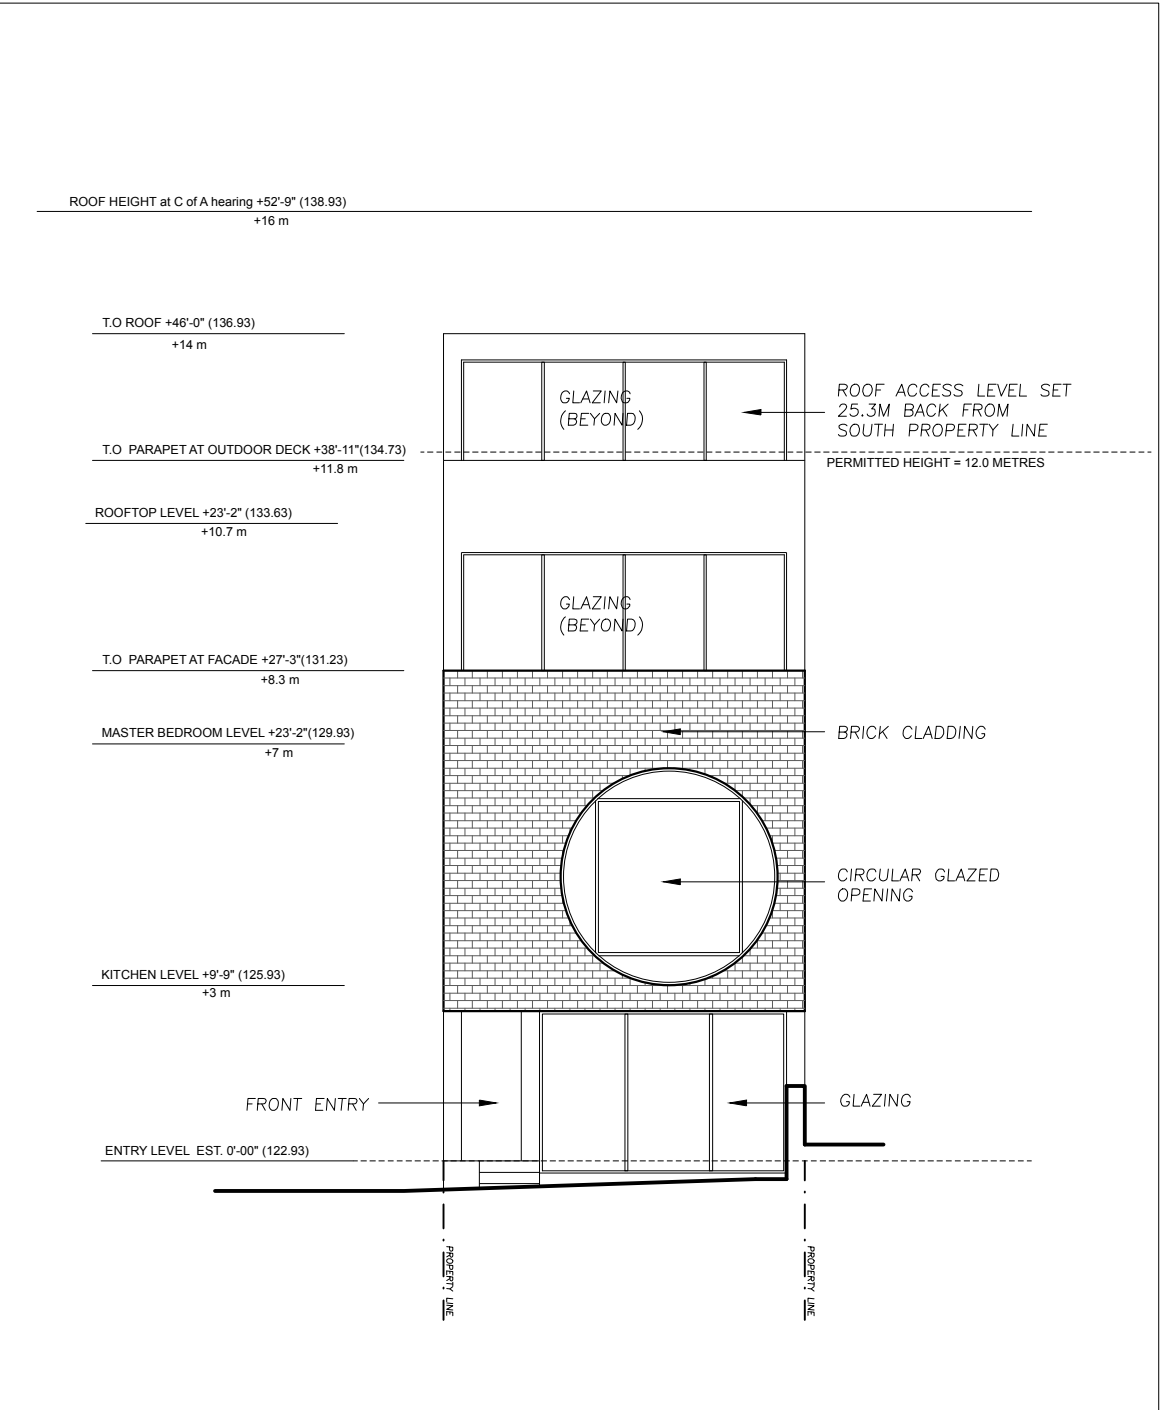 ROOF HEIGHT at C of A hearing +52'-9" (138.93)
+16 m
T.O ROOF +46'-0" (136.93)
+14 m
GLAZING
(BEYOND)
ROOF ACCESS LEVEL SET
25.3M BACK FROM
SOUTH PROPERTY LINE
T.O PARAPET AT OUTDOOR DECK +38'-11"(134.73)
+11.8 m
PERMITTED HEIGHT = 12.0 METRES
ROOFTOP LEVEL +23'-2" (133.63)
+10.7 m
GLAZING
(BEYOND)
T.O PARAPET AT FACADE +27'-3"(131.23)
+8.3 m
MASTER BEDROOM LEVEL +23'-2"(129.93)
+7 m
BRICK CLADDING
CIRCULAR GLAZED
OPENING
KITCHEN LEVEL +9'-9" (125.93)
+3 m
FRONT ENTRY
GLAZING
ENTRY LEVEL EST. 0'-00" (122.93)
PROPERTY LINE
PROPERTY LINE